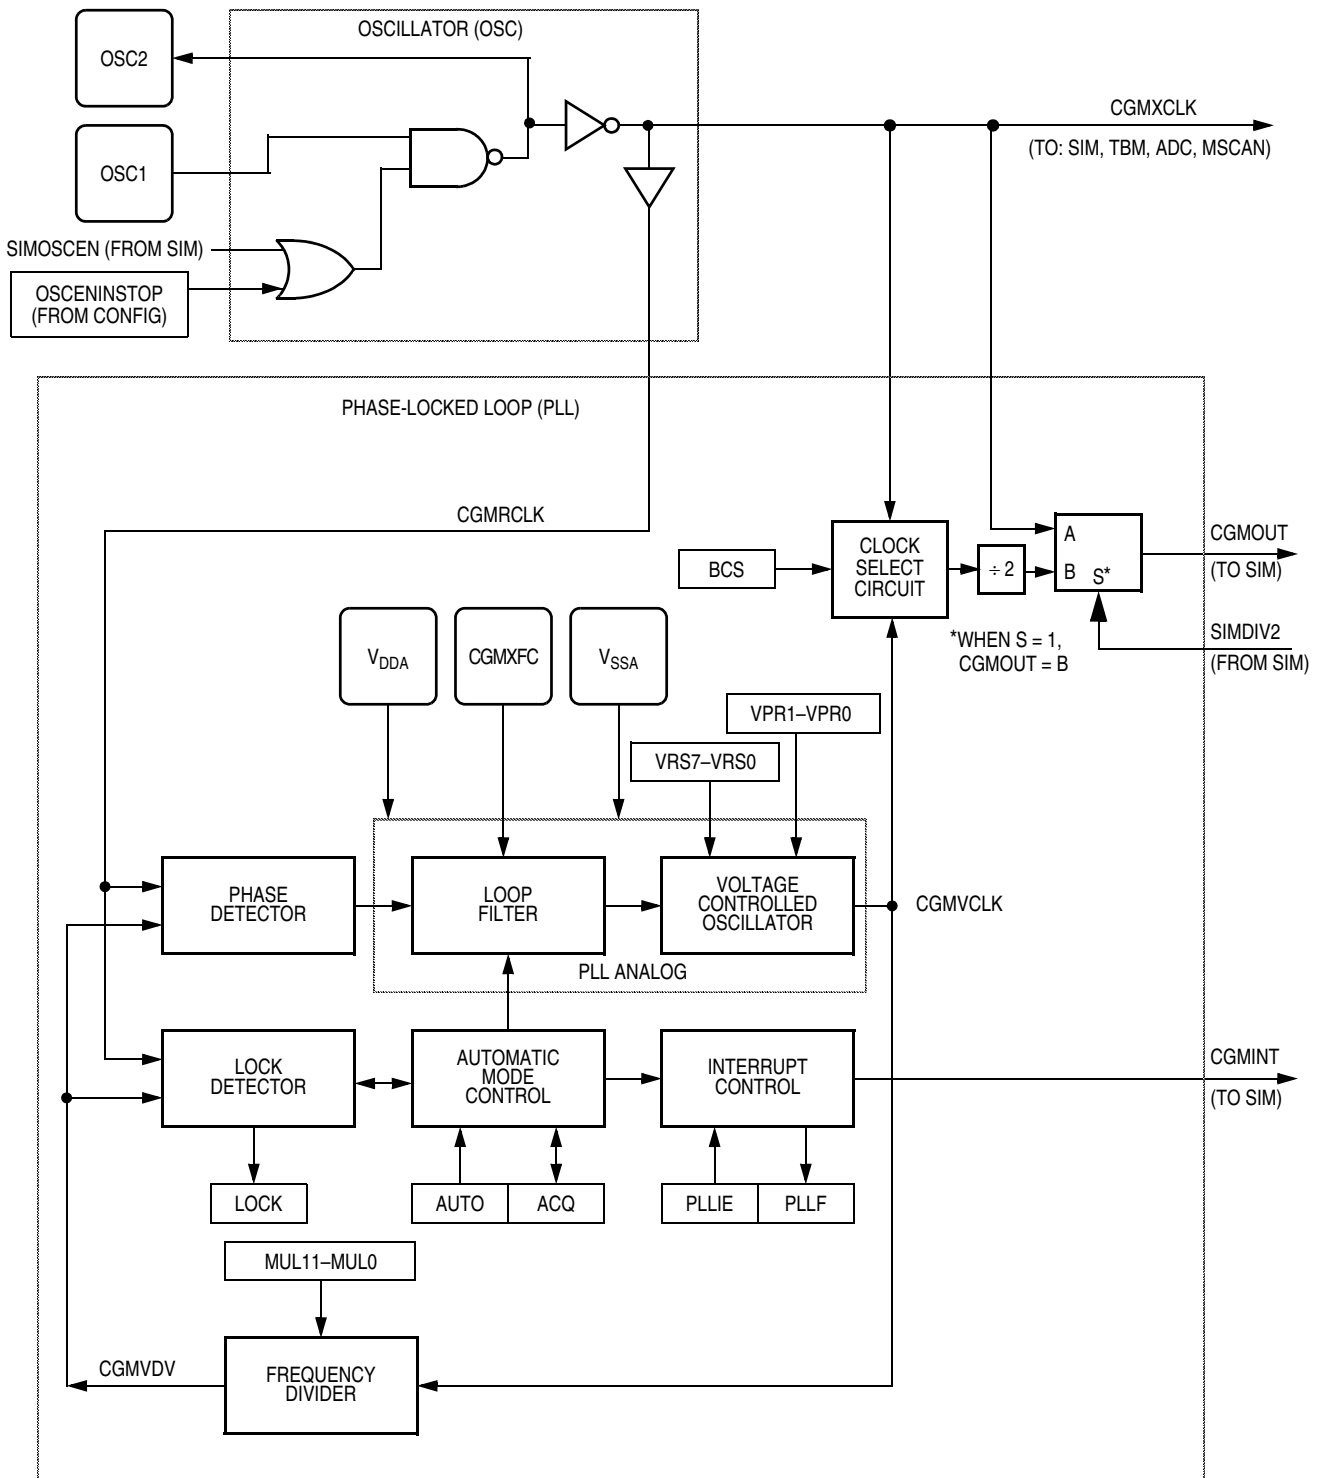 OSCILLATOR (OSC)
OSC2
CGMXCLK
(TO: SIM, TBM, ADC, MSCAN)
OSC1
SIMOSCEN (FROM SIM)
OSCENINSTOP
(FROM CONFIG)
PHASE-LOCKED LOOP (PLL)
CGMRCLK
BCS
CLOCK
SELECT
CIRCUIT
÷ 2
A
B
S*
CGMOUT
(TO SIM)
*WHEN S = 1,
CGMOUT = B
SIMDIV2
(FROM SIM)
VDDA
CGMXFC
VSSA
VPR1–VPR0
VRS7–VRS0
PHASE
DETECTOR
LOOP
FILTER
VOLTAGE
CONTROLLED
OSCILLATOR
CGMVCLK
PLL ANALOG
LOCK
DETECTOR
AUTOMATIC
MODE
CONTROL
INTERRUPT
CONTROL
CGMINT
(TO SIM)
LOCK
AUTO
ACQ
PLLIE
PLLF
MUL11–MUL0
CGMVDV
FREQUENCY
DIVIDER